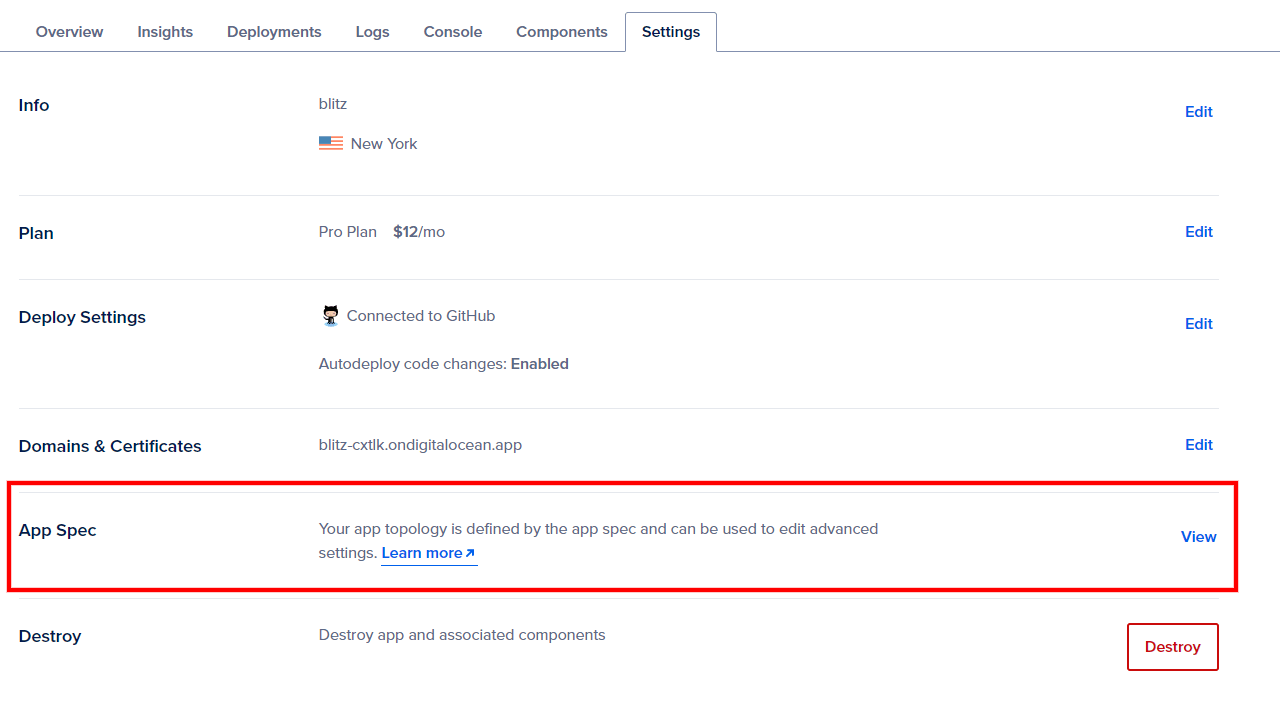 Overview Insights Deployments Logs Console Components Settings
Info blitz Edit
New York
Plan Pro Plan $12/mo Edit
Deploy Settings Connected to GitHub Edit
Autodeploy code changes: Enabled
Domains & Certificates blitz-cxtlk.ondigitalocean.app Edit
App Spec Your app topology is defined by the app spec and can be used to edit advanced View
settings. Learn more
Destroy Destroy app and associated components Destroy